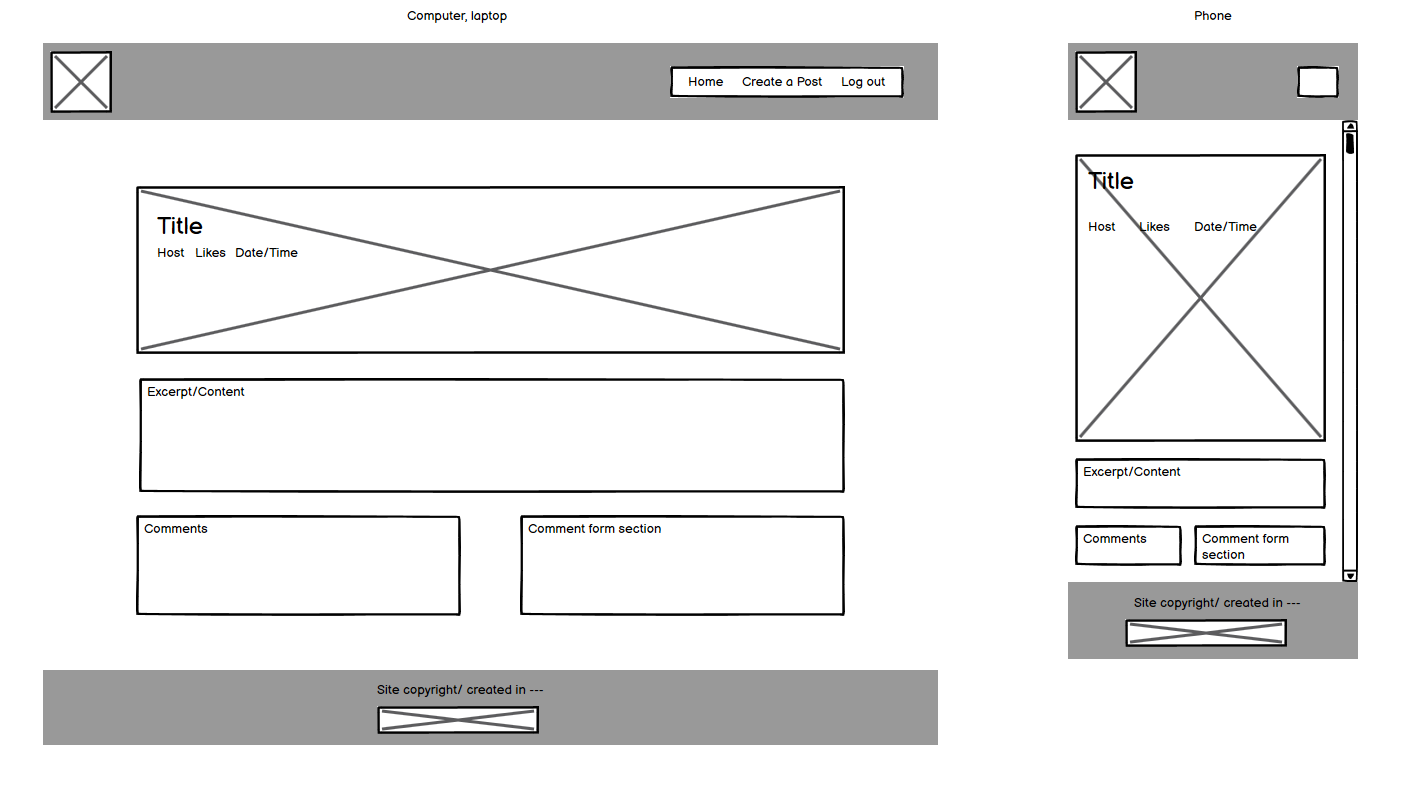 Computer, laptop
Home Create a Post Log out
Title
Host Likes Date/Time
Excerpt/Content
Comments
Comment form section
Site copyright/ created in ---
Phone
Title
Host Likes Date/Time
Excerpt/Content
Comments
Comment form
section
Site copyright/ created in ---